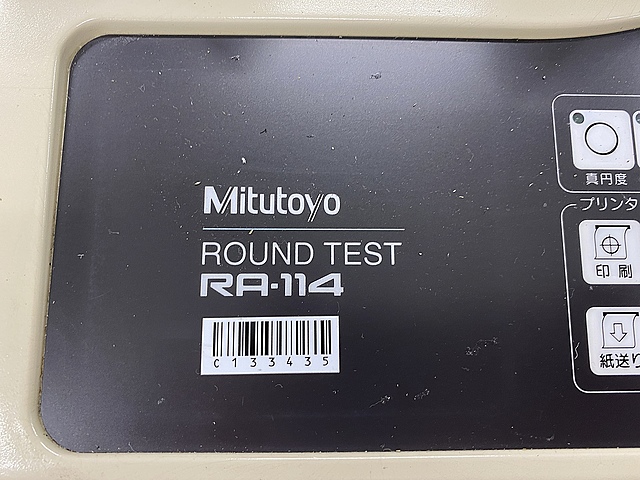 Mitutoyo
ROUND TEST
RA-114
C133435
真円度
プリンタ
印刷
紙送り